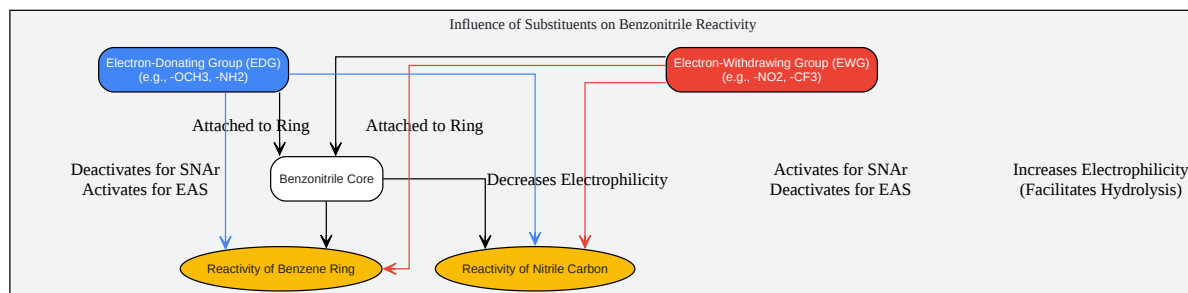 Influence of Substituents on Benzonitrile Reactivity
Electron-Donating Group (EDG)
(e.g., -OCH3, -NH2)
Electron-Withdrawing Group (EWG)
(e.g., -NO2, -CF3)
Attached to Ring
Attached to Ring
Deactivates for SNAr
Activates for EAS
Benzonitrile Core
Decreases Electrophilicity
Activates for SNAr
Deactivates for EAS
Increases Electrophilicity
(Facilitates Hydrolysis)
Reactivity of Benzene Ring
Reactivity of Nitrile Carbon